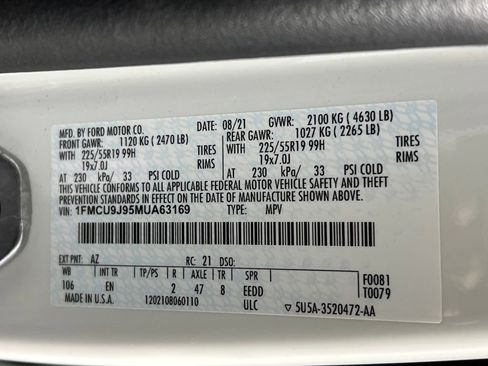 MFD. BY FORD MOTOR CO. DATE: 08/21 GVWR: 2100 KG ( 4630 LB)
FRONT GAWR: 1120 KG ( 2470 LB) REAR GAWR: 1027 KG ( 2265 LB)
WITH 225/55R19 99H TIRES WITH 225/55R19 99H TIRES
19x7.0J RIMS 19x7.0J RIMS
AT 230 kPa/ 33 PSI COLD AT 230 kPa/ 33 PSI COLD
THIS VEHICLE CONFORMS TO ALL APPLICABLE FEDERAL MOTOR VEHICLE SAFETY AND THEFT
PREVENTION STANDARDS IN EFFECT ON THE DATE OF MANUFACTURE SHOWN ABOVE.
VIN: 1FMCU9J95MUA63169 TYPE: MPV
EXT PNT: AZ RC: 21 DSO:
WB INT TR TP/PS R AXLE TR SPR F0081
106 EN 2 47 8 EEDD T0079
MADE IN U.S.A. 1202108060110 ULC ▽5U5A-3520472-AA